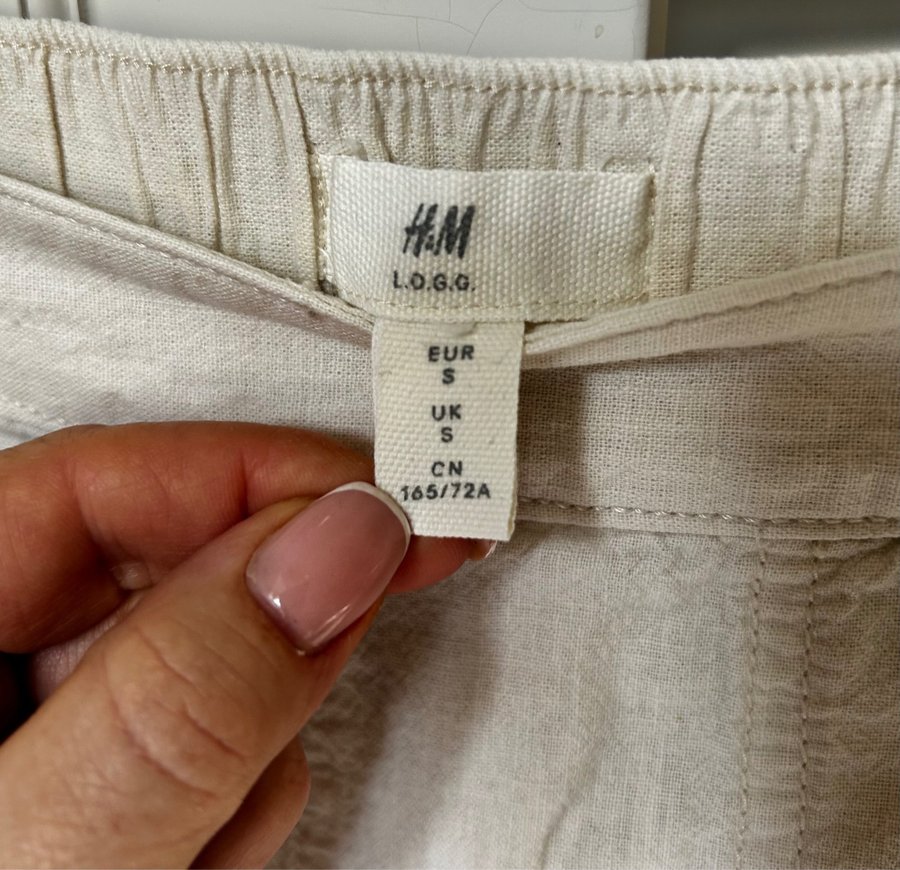 H&M
L.O.G.G.
EUR
S
UK
S
CN
165/72A